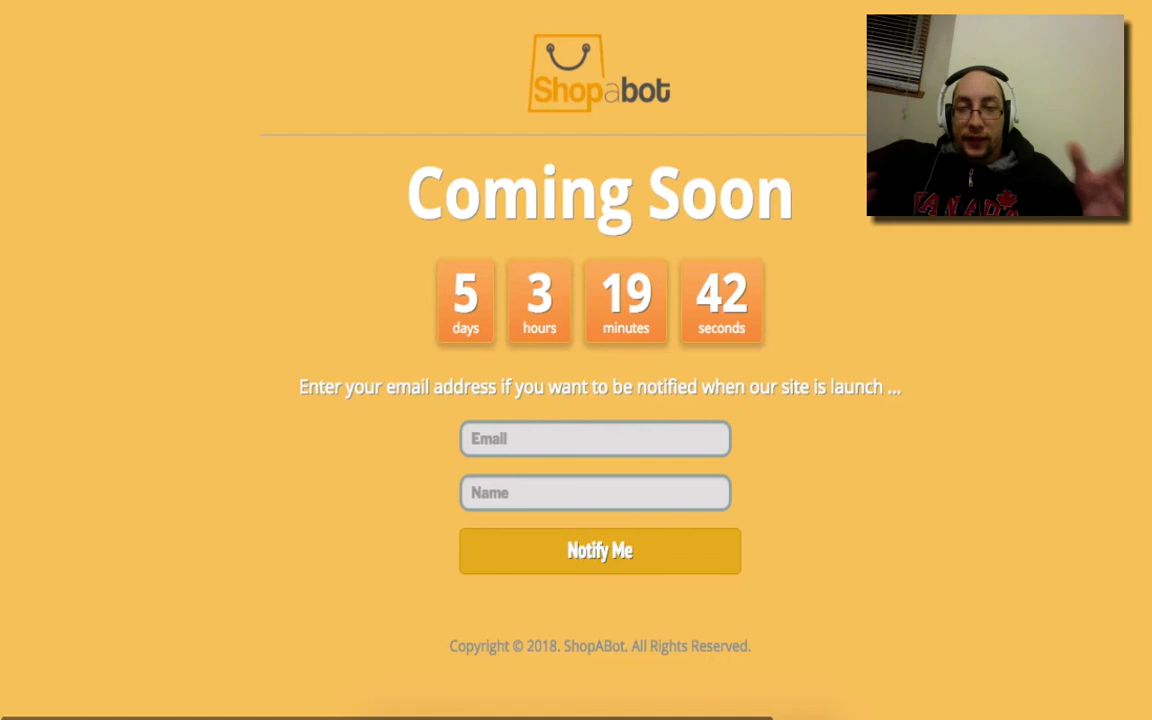 Shopabot
Coming Soon
5 3 19 42
days hours minutes seconds
Enter your email address if you want to be notified when our site is launch ...
Email
Name
Notify Me
Copyright © 2018. ShopABot. All Rights Reserved.
CANADA